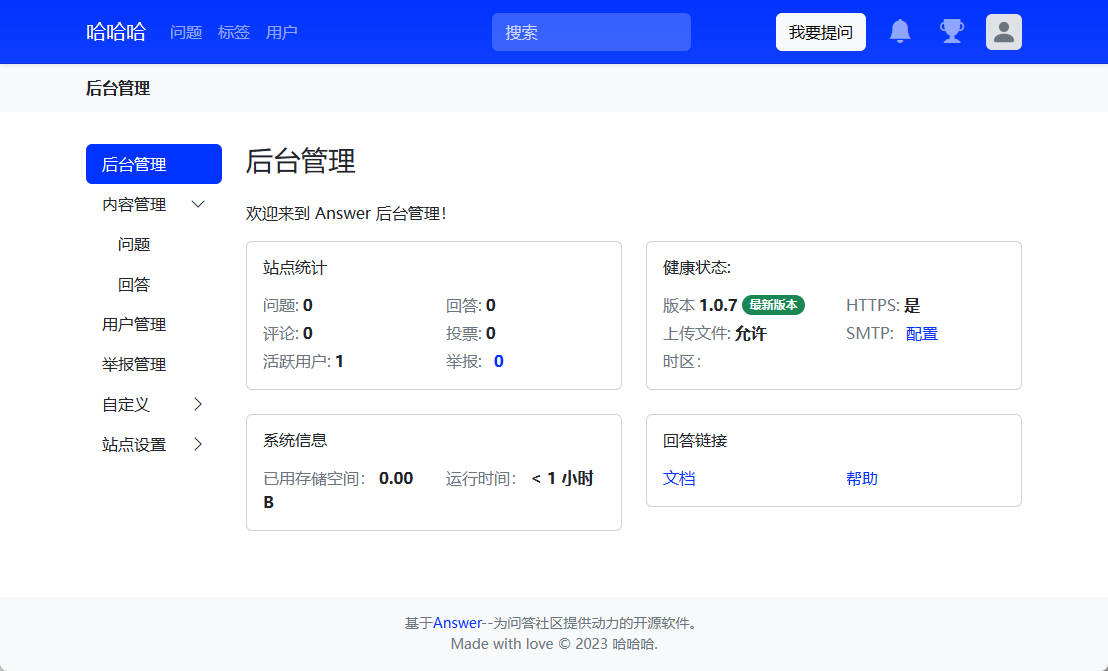 哈哈哈 问题 标签 用户 搜索 我要提问
后台管理
后台管理
内容管理
问题
回答
用户管理
举报管理
自定义
站点设置
后台管理
欢迎来到 Answer 后台管理！
站点统计
问题: 0 回答: 0
评论: 0 投票: 0
活跃用户: 1 举报: 0
健康状态:
版本 1.0.7 最新版本 HTTPS: 是
上传文件: 允许 SMTP: 配置
时区:
系统信息
已用存储空间： 0.00 运行时间： < 1 小时
B
回答链接
文档 帮助
基于Answer--为问答社区提供动力的开源软件。
Made with love © 2023 哈哈哈.